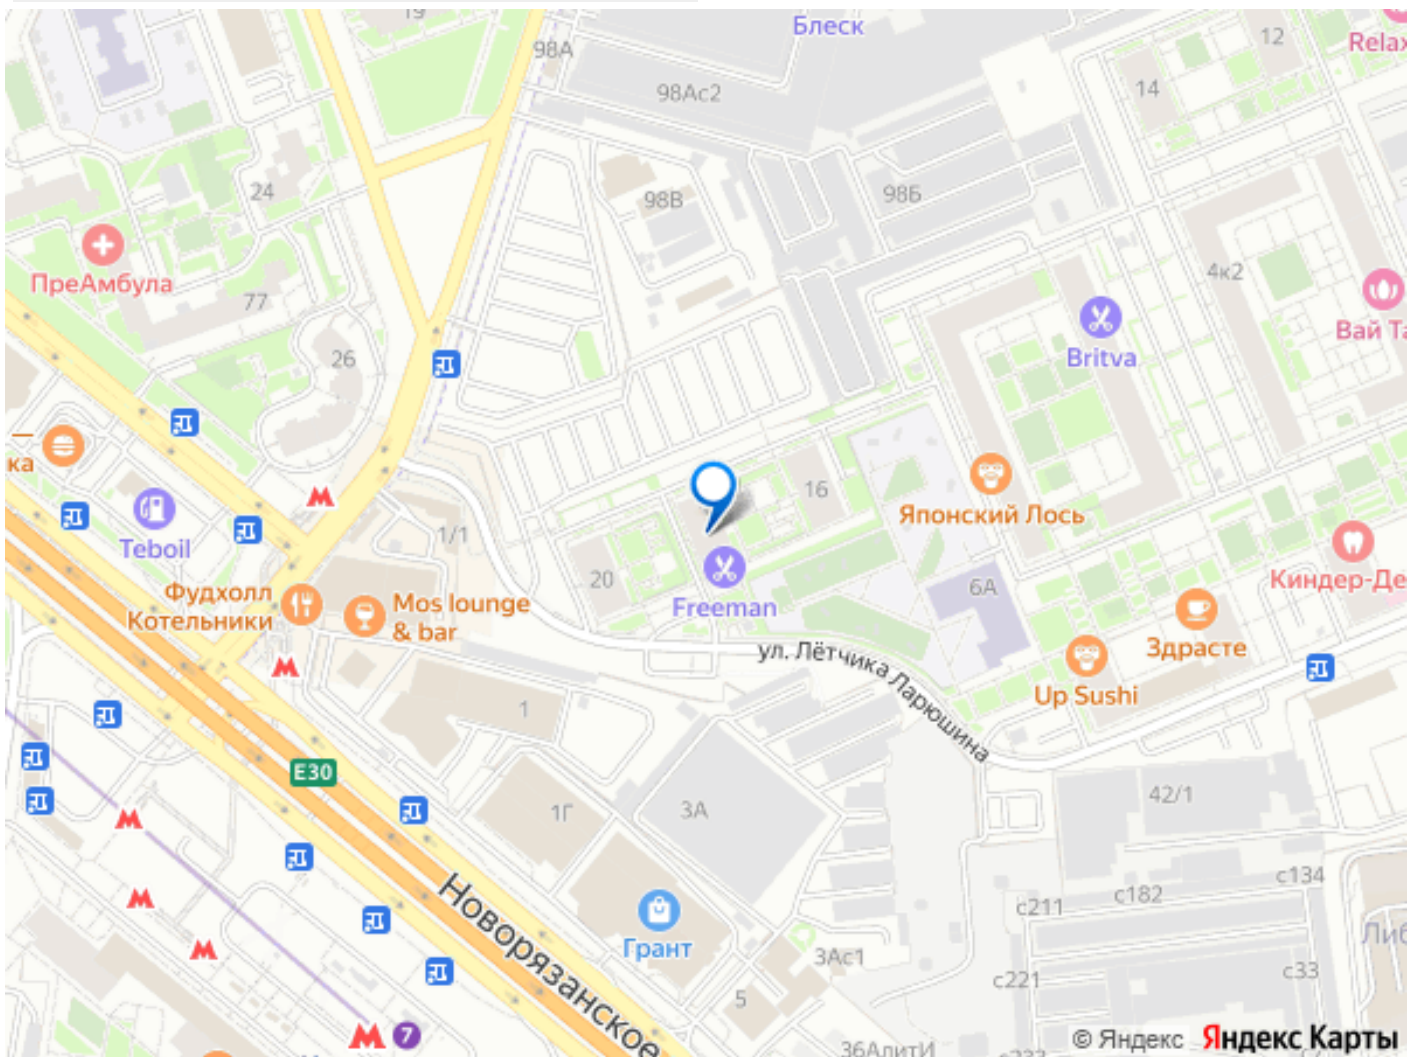 19
Блеск
12
Relax
98А
98Ас2
14
24
98В
98Б
ПреАмбула
77
4к2
26
Вай Та
Britva
ка
16
Японский Лось
Teboil
1/1
20
Freeman
6А
Киндер-Де
Фудхолл
Котельники
Mos lounge
& bar
Здрасте
ул. Лётчика Ларюшина
Up Sushi
1
E30
1Г
3А
42/1
Новорязанское
с134
с182
с211
Грант
3Ас1
Либ
с33
с221
5
7
36АлитИ
© Яндекс Яндекс Карты